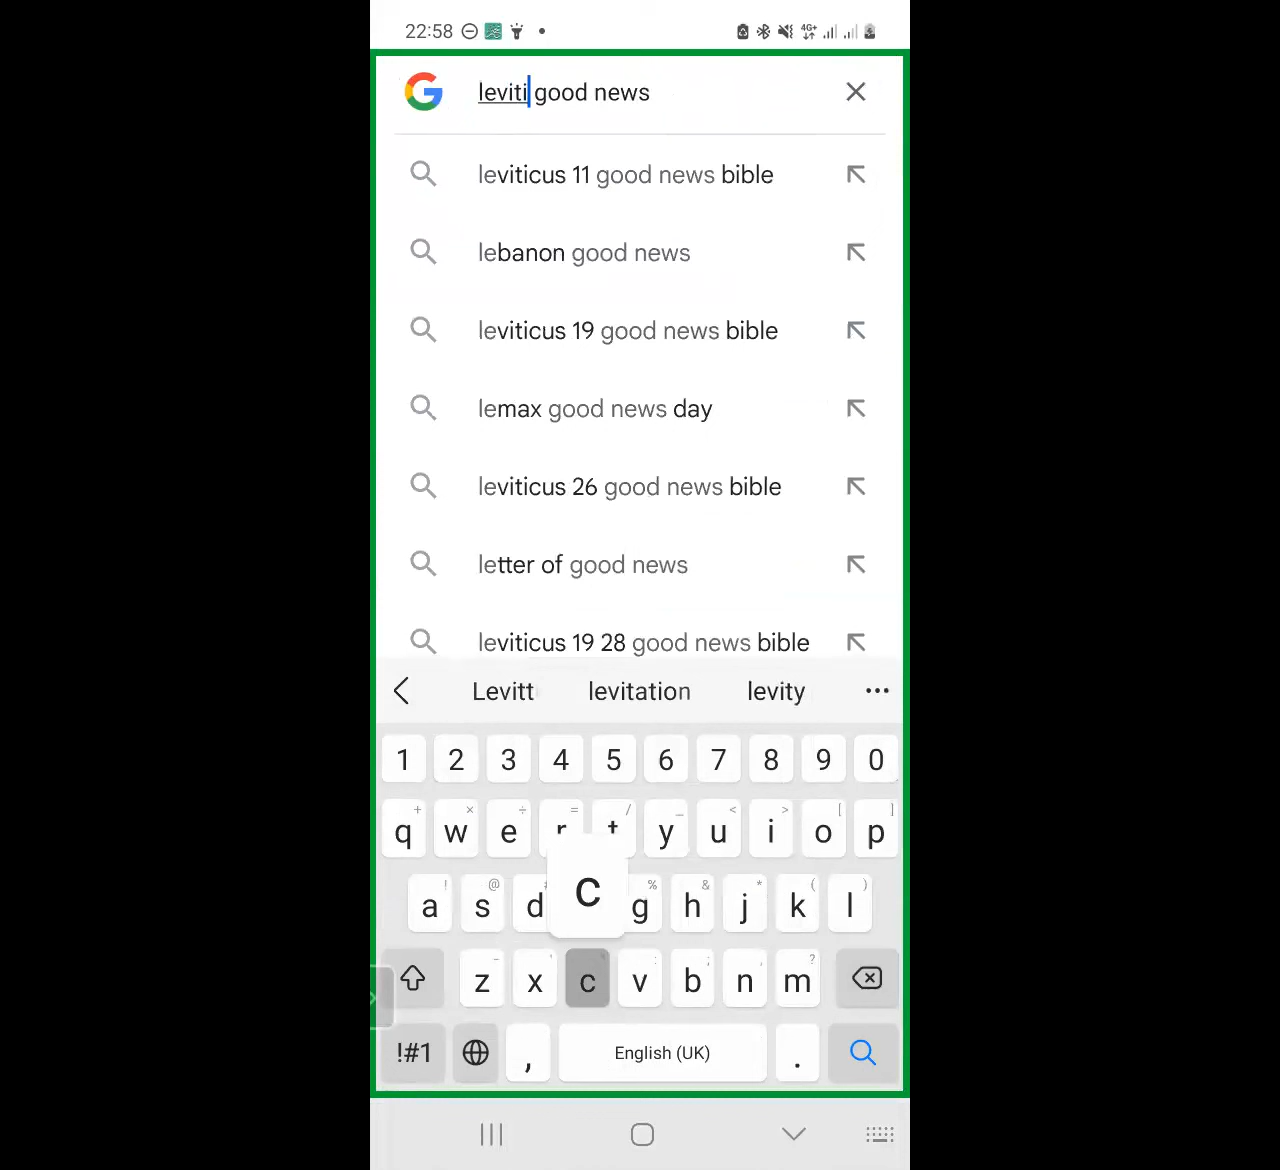 22:58 4G+
leviti good news
leviticus 11 good news bible
lebanon good news
leviticus 19 good news bible
lemax good news day
leviticus 26 good news bible
letter of good news
leviticus 19 28 good news bible
Levitt levitation levity
1 2 3 4 5 6 7 8 9 0
q w e r t y u i o p
a s d c g h j k l
z x c v b n m
!#1 , English (UK) .